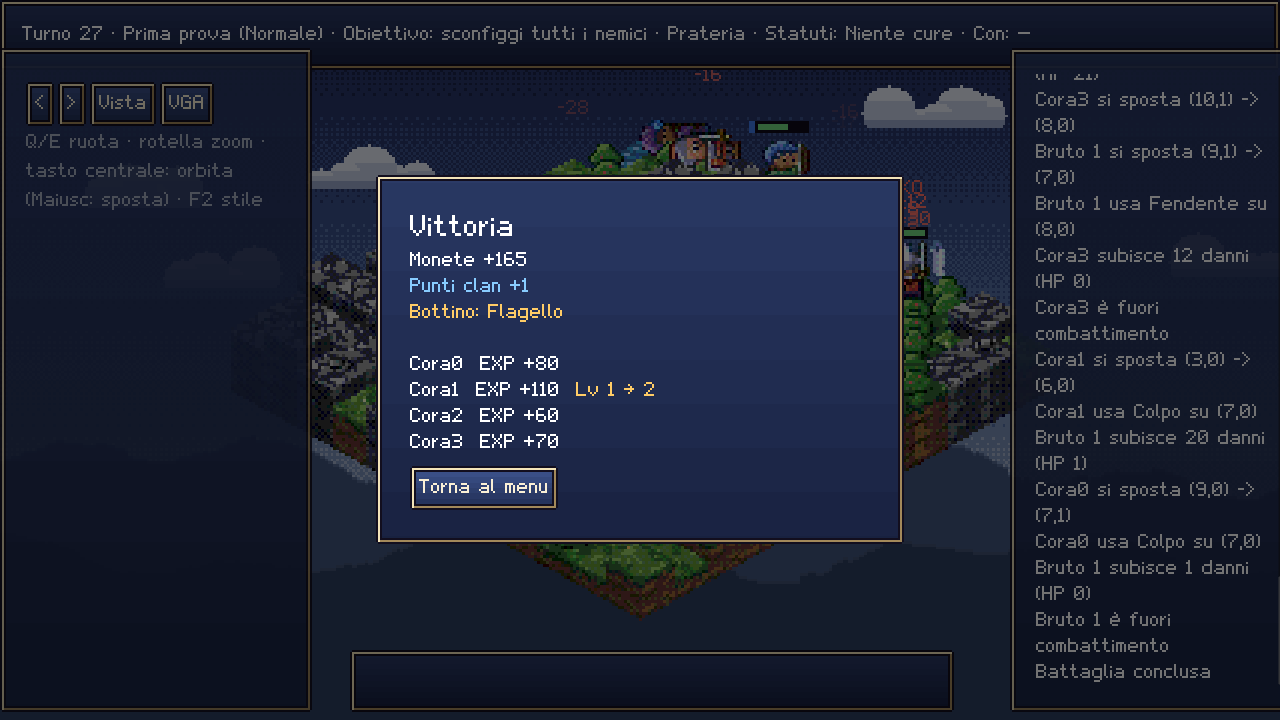 Turno 27 · Prima prova (Normale) · Obiettivo: sconfiggi tutti i nemici · Prateria · Statuti: Niente cure · Con: —
< > Vista VGA
Q/E ruota · rotella zoom ·
tasto centrale: orbita
(Maiusc: sposta) · F2 stile
-16
-28
-16
Vittoria
Monete +165
Punti clan +1
Bottino: Flagello
Cora0 EXP +80
Cora1 EXP +110 Lv 1 → 2
Cora2 EXP +60
Cora3 EXP +70
Torna al menu
(HP 21)
Cora3 si sposta (10,1) ->
(8,0)
Bruto 1 si sposta (9,1) ->
(7,0)
Bruto 1 usa Fendente su
(8,0)
Cora3 subisce 12 danni
(HP 0)
Cora3 è fuori
combattimento
Cora1 si sposta (3,0) ->
(6,0)
Cora1 usa Colpo su (7,0)
Bruto 1 subisce 20 danni
(HP 1)
Cora0 si sposta (9,0) ->
(7,1)
Cora0 usa Colpo su (7,0)
Bruto 1 subisce 1 danni
(HP 0)
Bruto 1 è fuori
combattimento
Battaglia conclusa